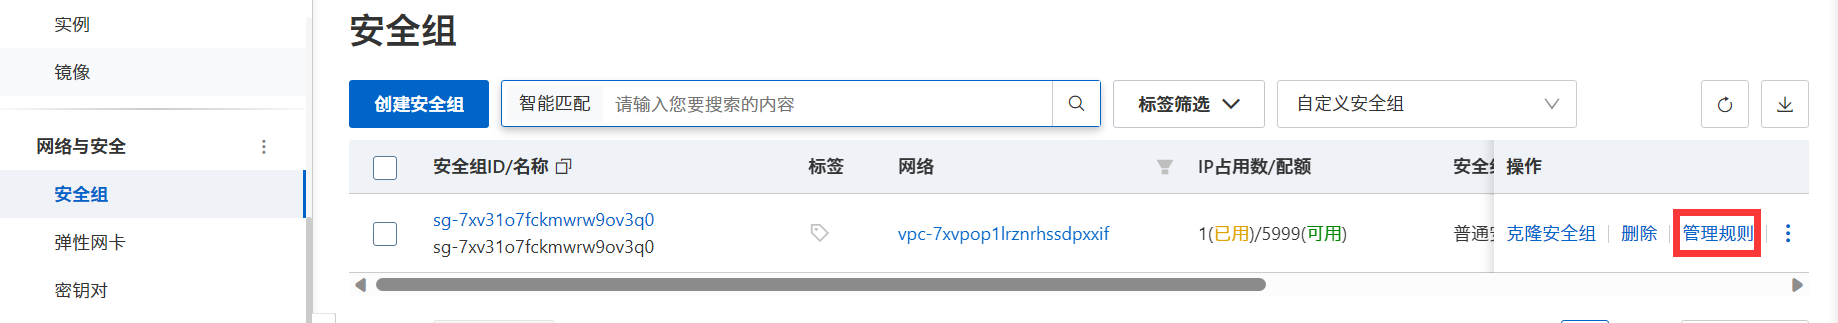 实例
镜像
网络与安全
安全组
弹性网卡
密钥对
安全组
创建安全组 智能匹配 请输入您要搜索的内容 标签筛选 自定义安全组
安全组ID/名称 标签 网络 IP占用数/配额 安全 操作
sg-7xv31o7fckmwrw9ov3q0
sg-7xv31o7fckmwrw9ov3q0
vpc-7xvpop1lrznrhssdpxxif 1(已用)/5999(可用) 普通 克隆安全组 删除 管理规则